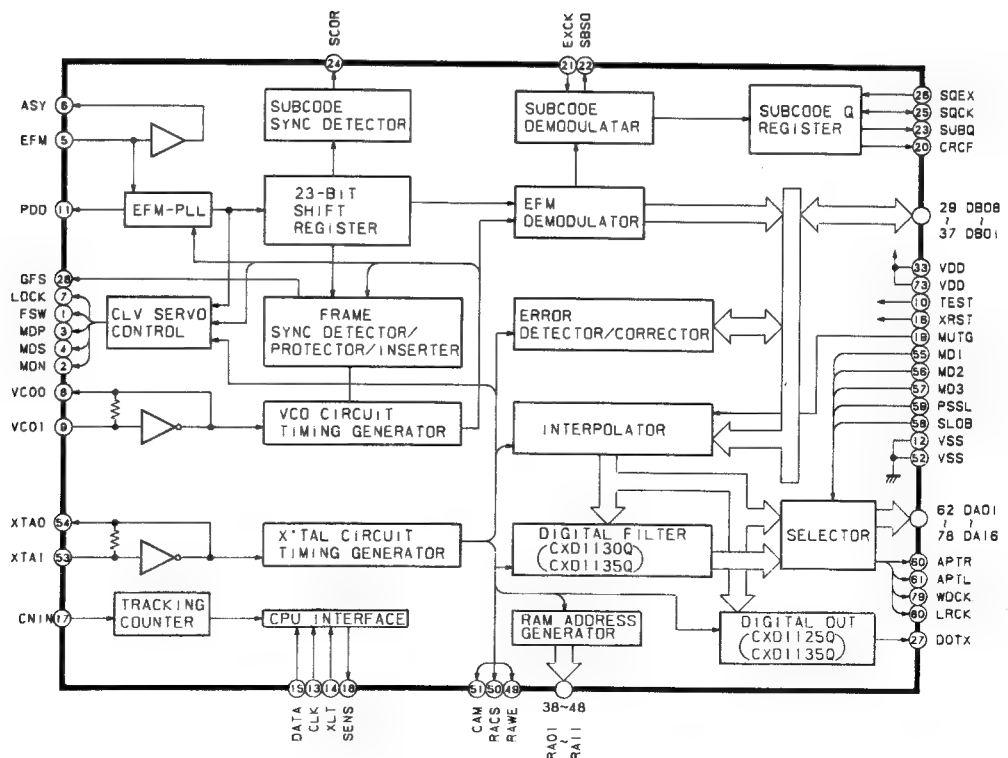 SCOR
EXCK
SBSO
24
21
22
ASY
6
EFM
5
PDO
11
GFS
28
LOCK
7
FSW
1
MDP
3
MDS
4
MON
2
VCOO
8
VCO1
9
XTAO
54
XTAI
53
CNIN
17
SUBCODE
SYNC DETECTOR
SUBCODE
DEMODULATAR
SUBCODE Q
REGISTER
EFM-PLL
23-BIT
SHIFT
REGISTER
EFM
DEMODULATOR
CLV SERVO
CONTROL
FRAME
SYNC DETECTOR/
PROTECTOR/INSERTER
ERROR
DETECTOR/CORRECTOR
VCO CIRCUIT
TIMING GENERATOR
INTERPOLATOR
X'TAL CIRCUIT
TIMING GENERATOR
DIGITAL FILTER
(CXD1130Q
CXD1135Q)
SELECTOR
TRACKING
COUNTER
CPU INTERFACE
RAM ADDRESS
GENERATOR
DIGITAL OUT
(CXD1125Q
CXD1135Q)
26 SQEX
25 SQCK
23 SUBQ
20 CRCF
29 DB08
~ ~
37 DB01
33 VDD
73 VDD
10 TEST
16 XRST
19 MUTG
55 MD1
56 MD2
57 MD3
59 PSSL
58 SLOB
12 VSS
52 VSS
62 DA01
~ ~
78 DA16
60 APTR
61 APTL
79 WDCK
80 LRCK
27 DOTX
15
13
14
18
DATA
CLK
XLT
SENS
51
50
49
CAM
RACS
RAWE
38~48
RA01
~
RA11